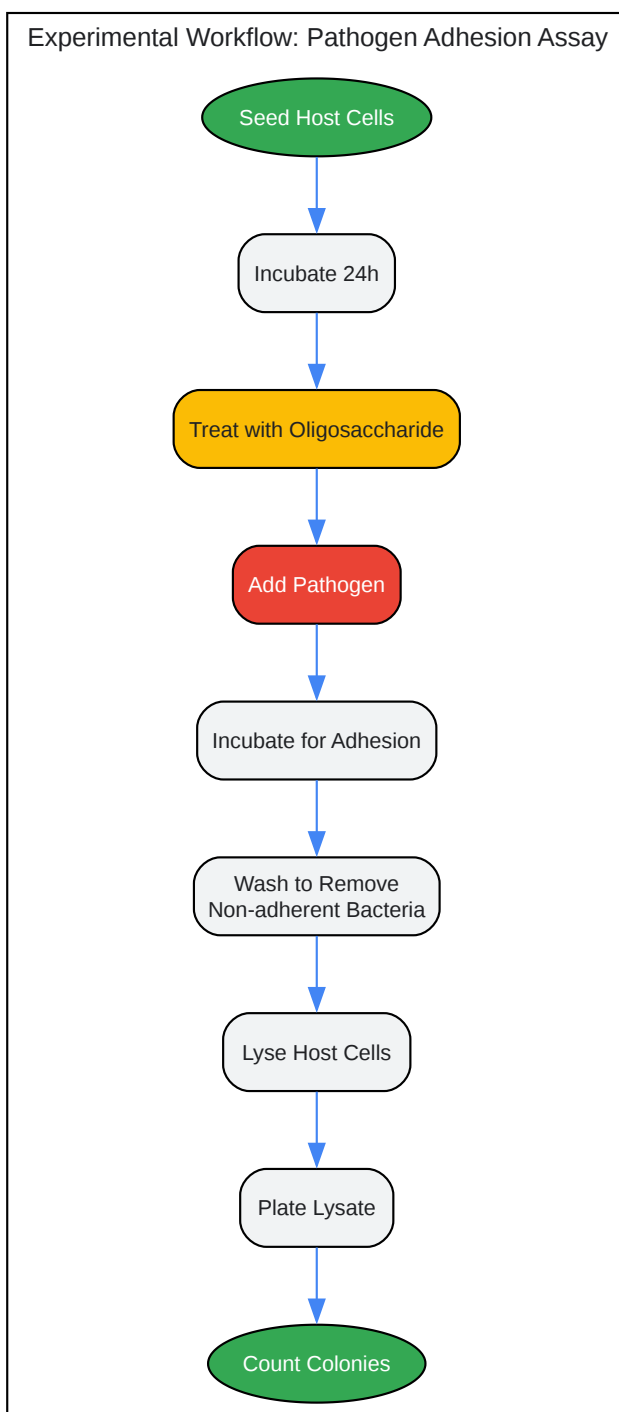 Experimental Workflow: Pathogen Adhesion Assay
Seed Host Cells
Incubate 24h
Treat with Oligosaccharide
Add Pathogen
Incubate for Adhesion
Wash to Remove
Non-adherent Bacteria
Lyse Host Cells
Plate Lysate
Count Colonies